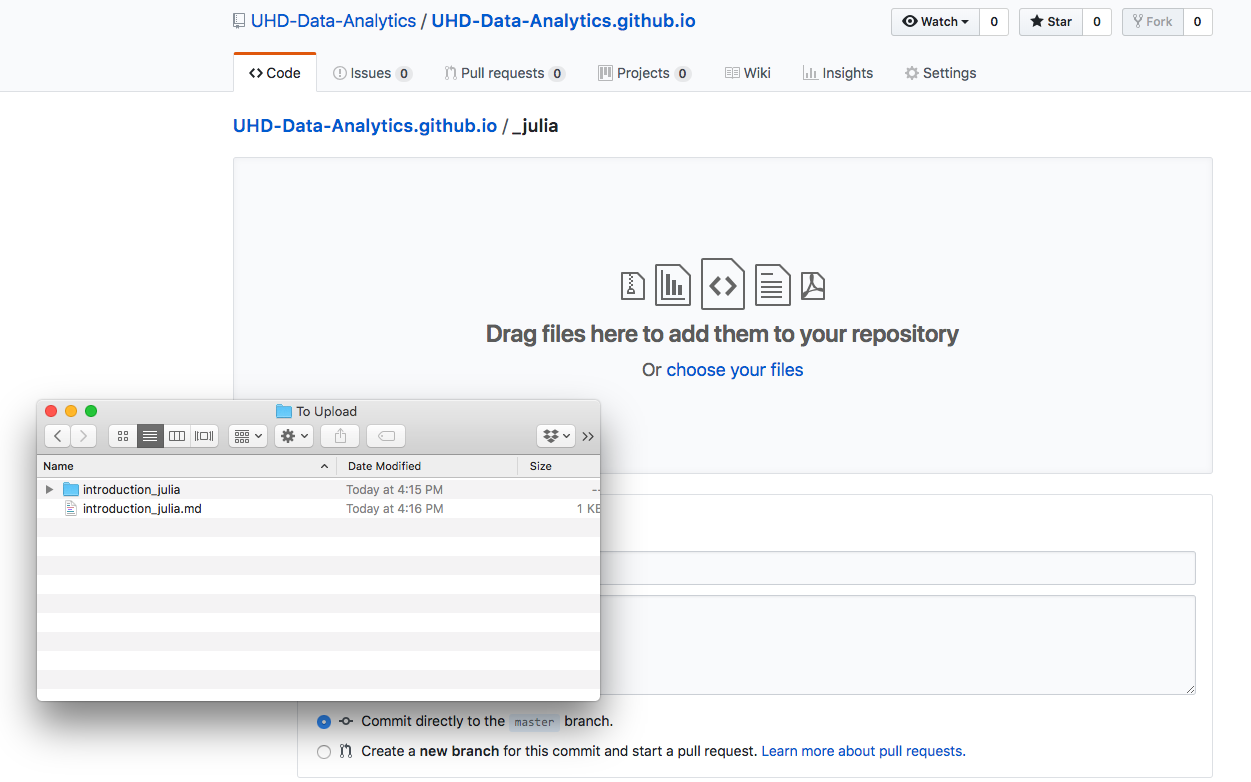 UHD-Data-Analytics / UHD-Data-Analytics.github.io
Watch 0 Star 0 Fork 0
Code Issues 0 Pull requests 0 Projects 0 Wiki Insights Settings
UHD-Data-Analytics.github.io / _julia
Drag files here to add them to your repository
Or choose your files
To Upload
Name Date Modified Size
introduction_julia Today at 4:15 PM --
introduction_julia.md Today at 4:16 PM 1 KB
Commit directly to the master branch.
Create a new branch for this commit and start a pull request. Learn more about pull requests.